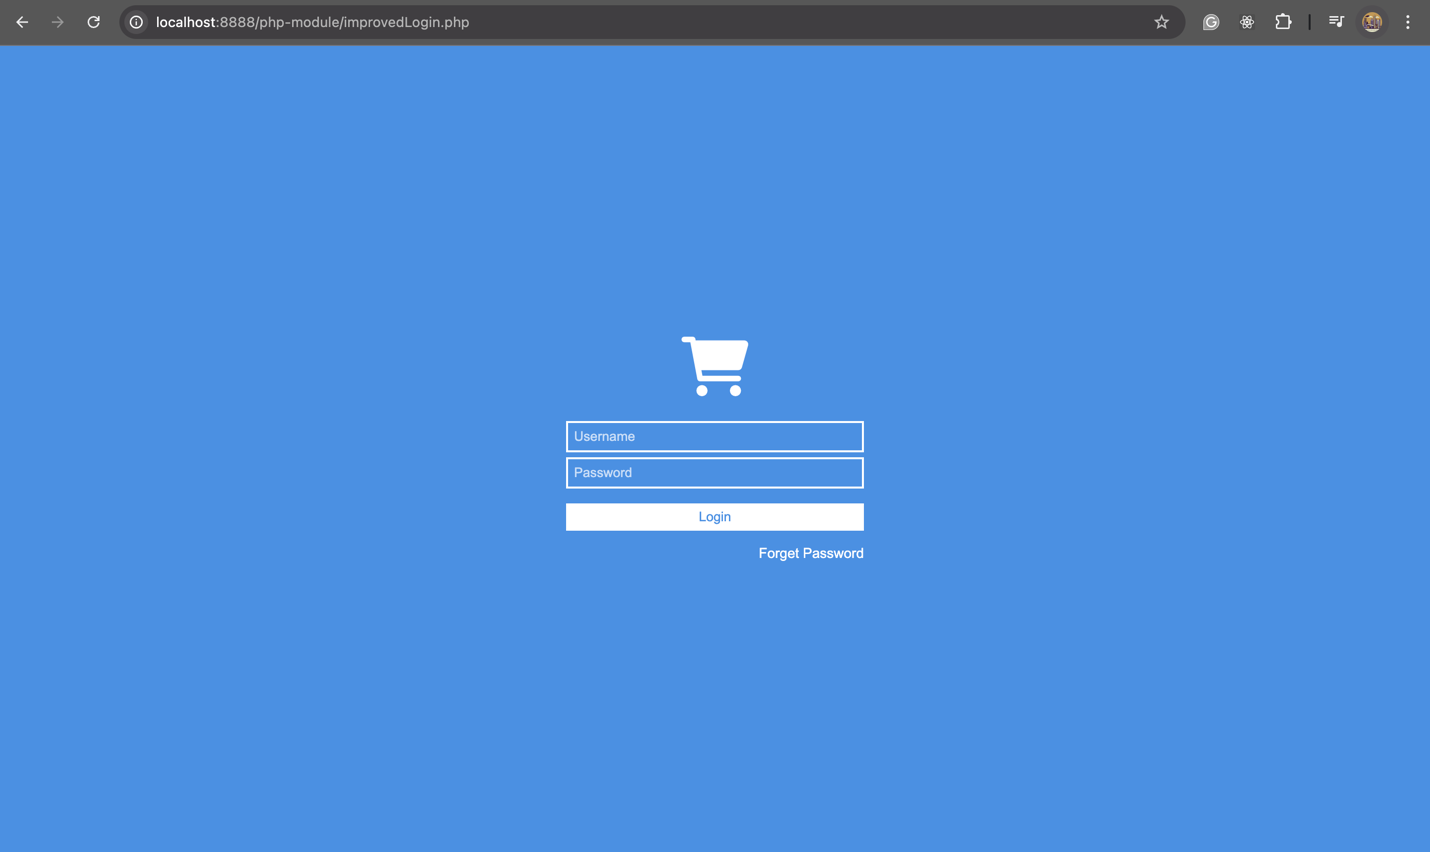 localhost:8888/php-module/improvedLogin.php
Username
Password
Login
Forget Password